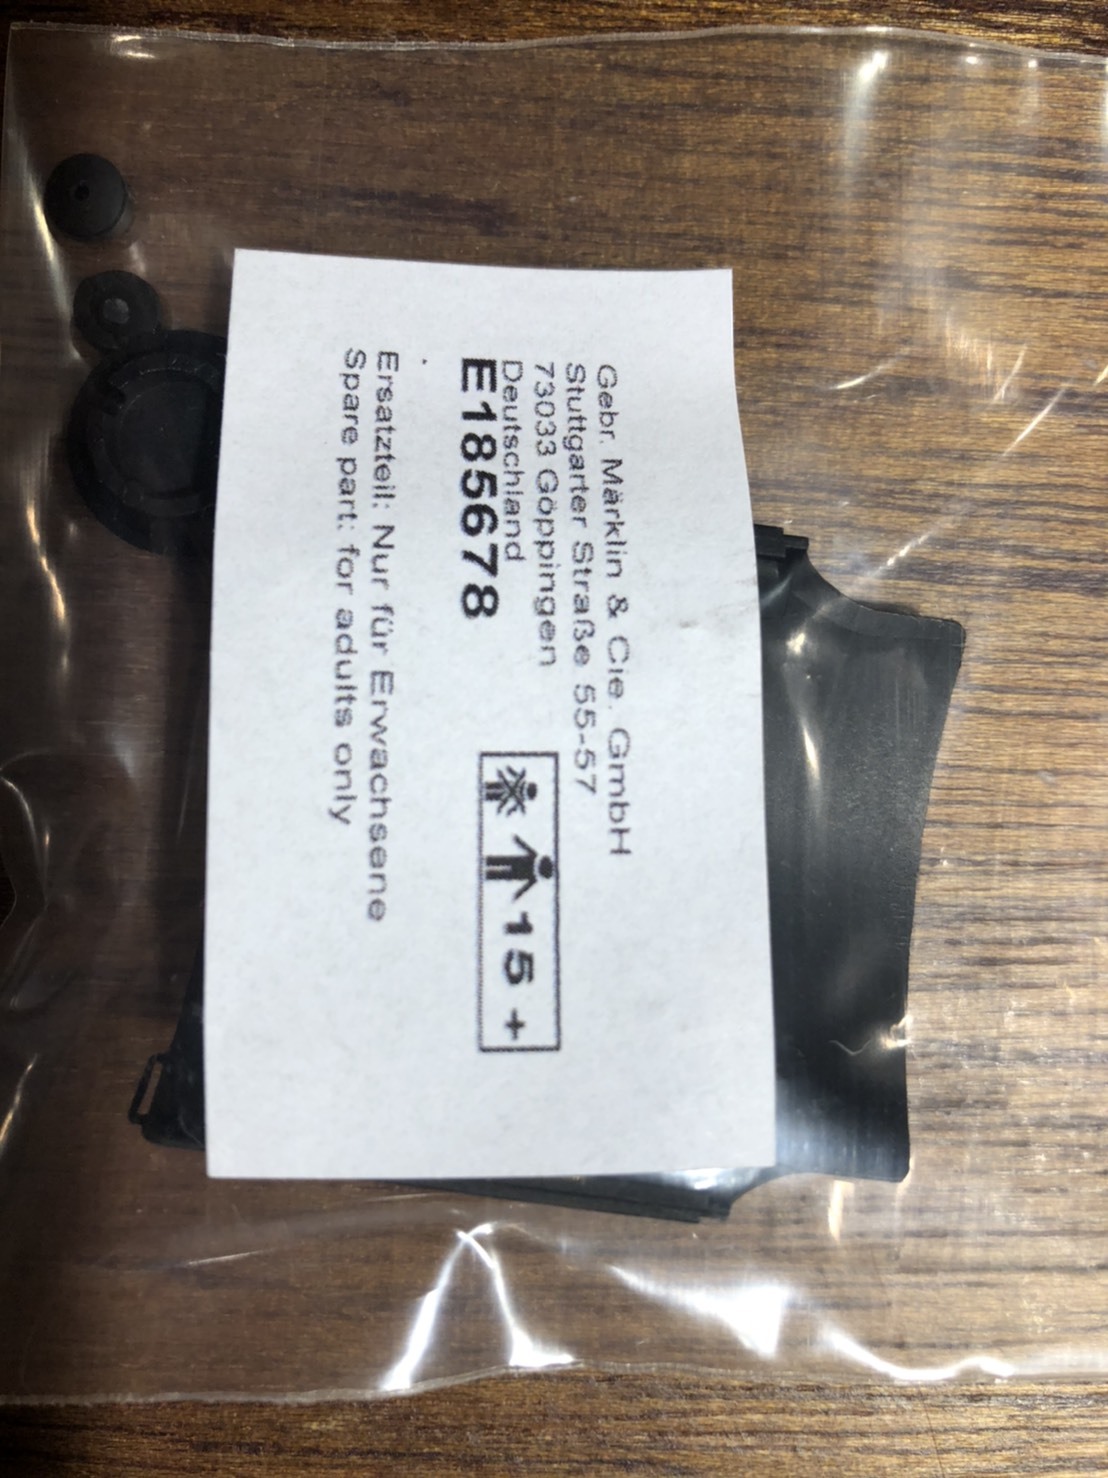 Gebr. Märklin & Cie. GmbH
Stuttgarter Straße 55-57
73033 Göppingen
Deutschland
E185678
15 +
Ersatzteil: Nur für Erwachsene
Spare part: for adults only